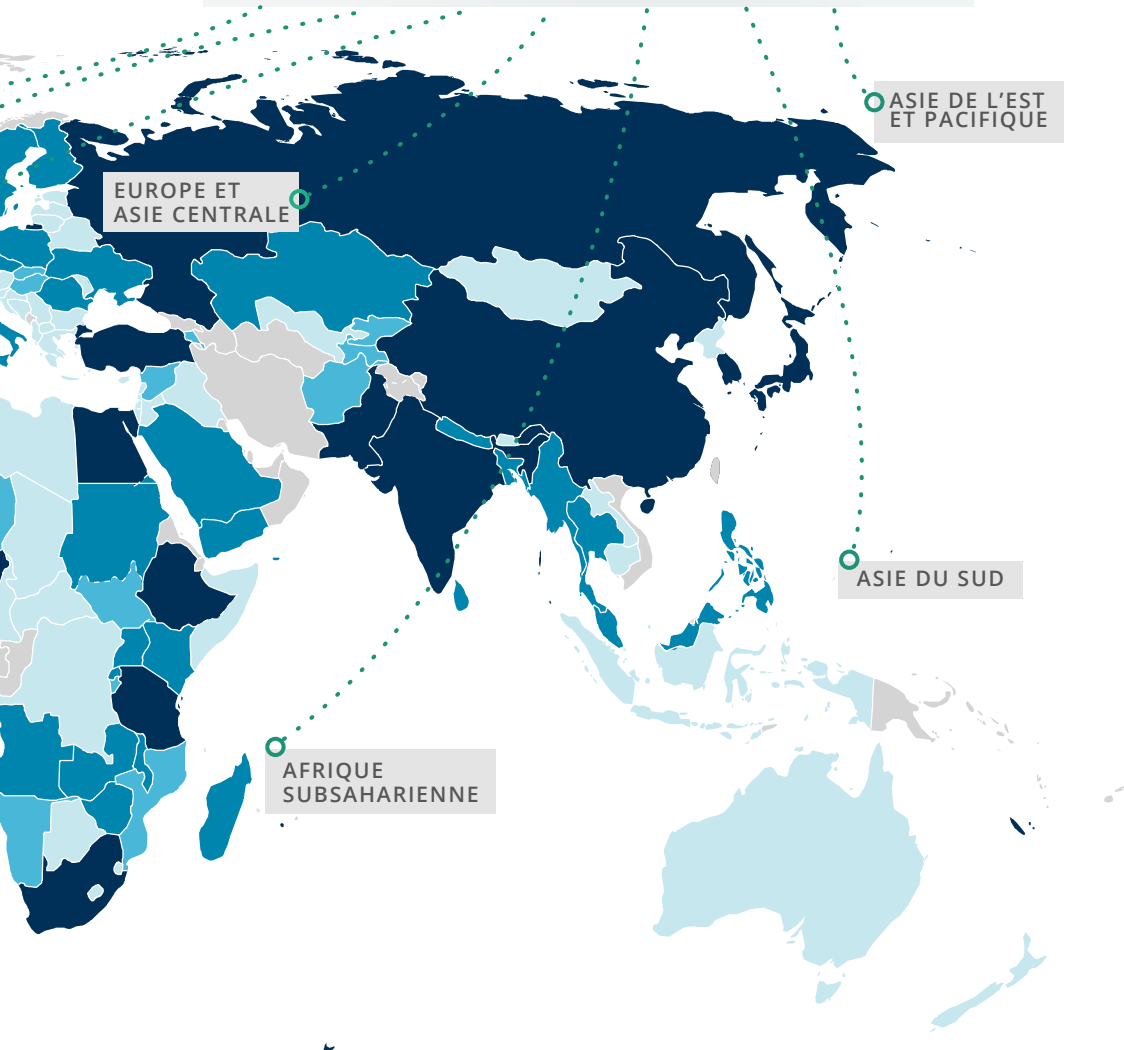 ASIE DE L’EST
ET PACIFIQUE
EUROPE ET
ASIE CENTRALE
ASIE DU SUD
AFRIQUE
SUBSAHARIENNE